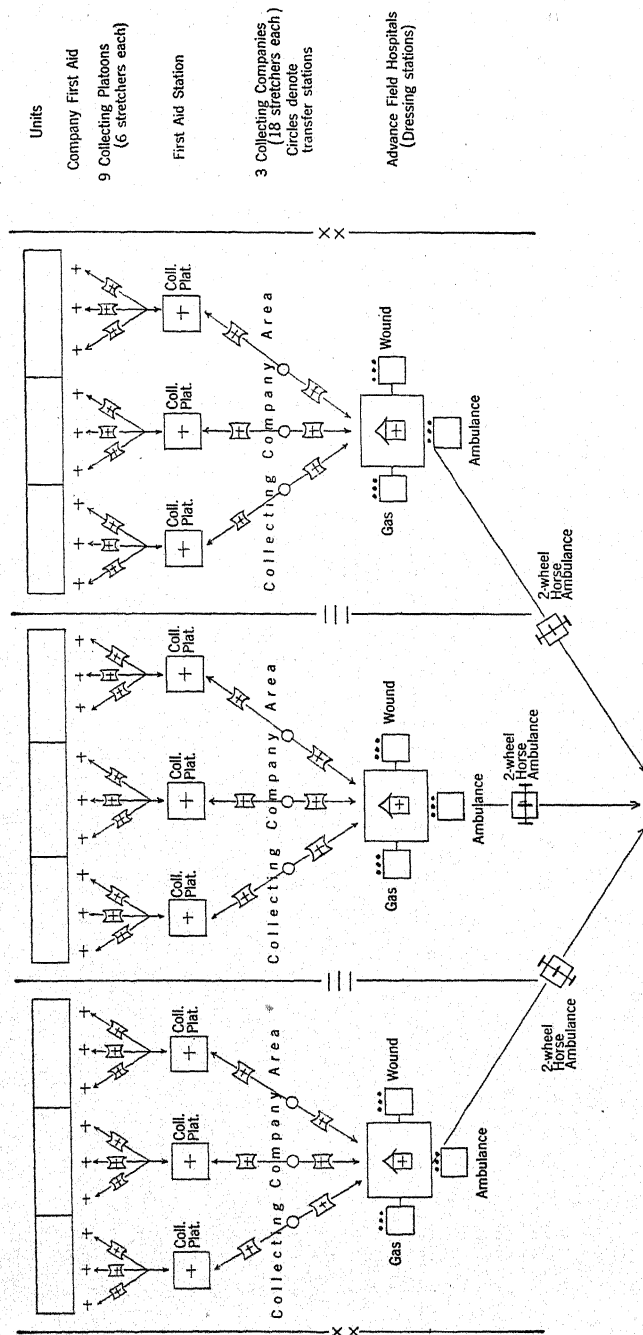 Units
Company First Aid
9 Collecting Platoons
(6 stretchers each)
First Aid Station
3 Collecting Companies
(18 stretchers each)
Circles denote
transfer stations
Advance Field Hospitals
(Dressing stations)
Coll.
Plat.
Coll.
Plat.
Coll.
Plat.
Coll.
Plat.
Coll.
Plat.
Coll.
Plat.
Coll.
Plat.
Coll.
Plat.
Coll.
Plat.
Collecting Company Area
Collecting Company Area
Collecting Company Area
XX
III
III
XX
Gas
Wound
Ambulance
Gas
Wound
Ambulance
Gas
Wound
Ambulance
2-wheel
Horse
Ambulance
2-wheel
Horse
Ambulance
2-wheel
Horse
Ambulance